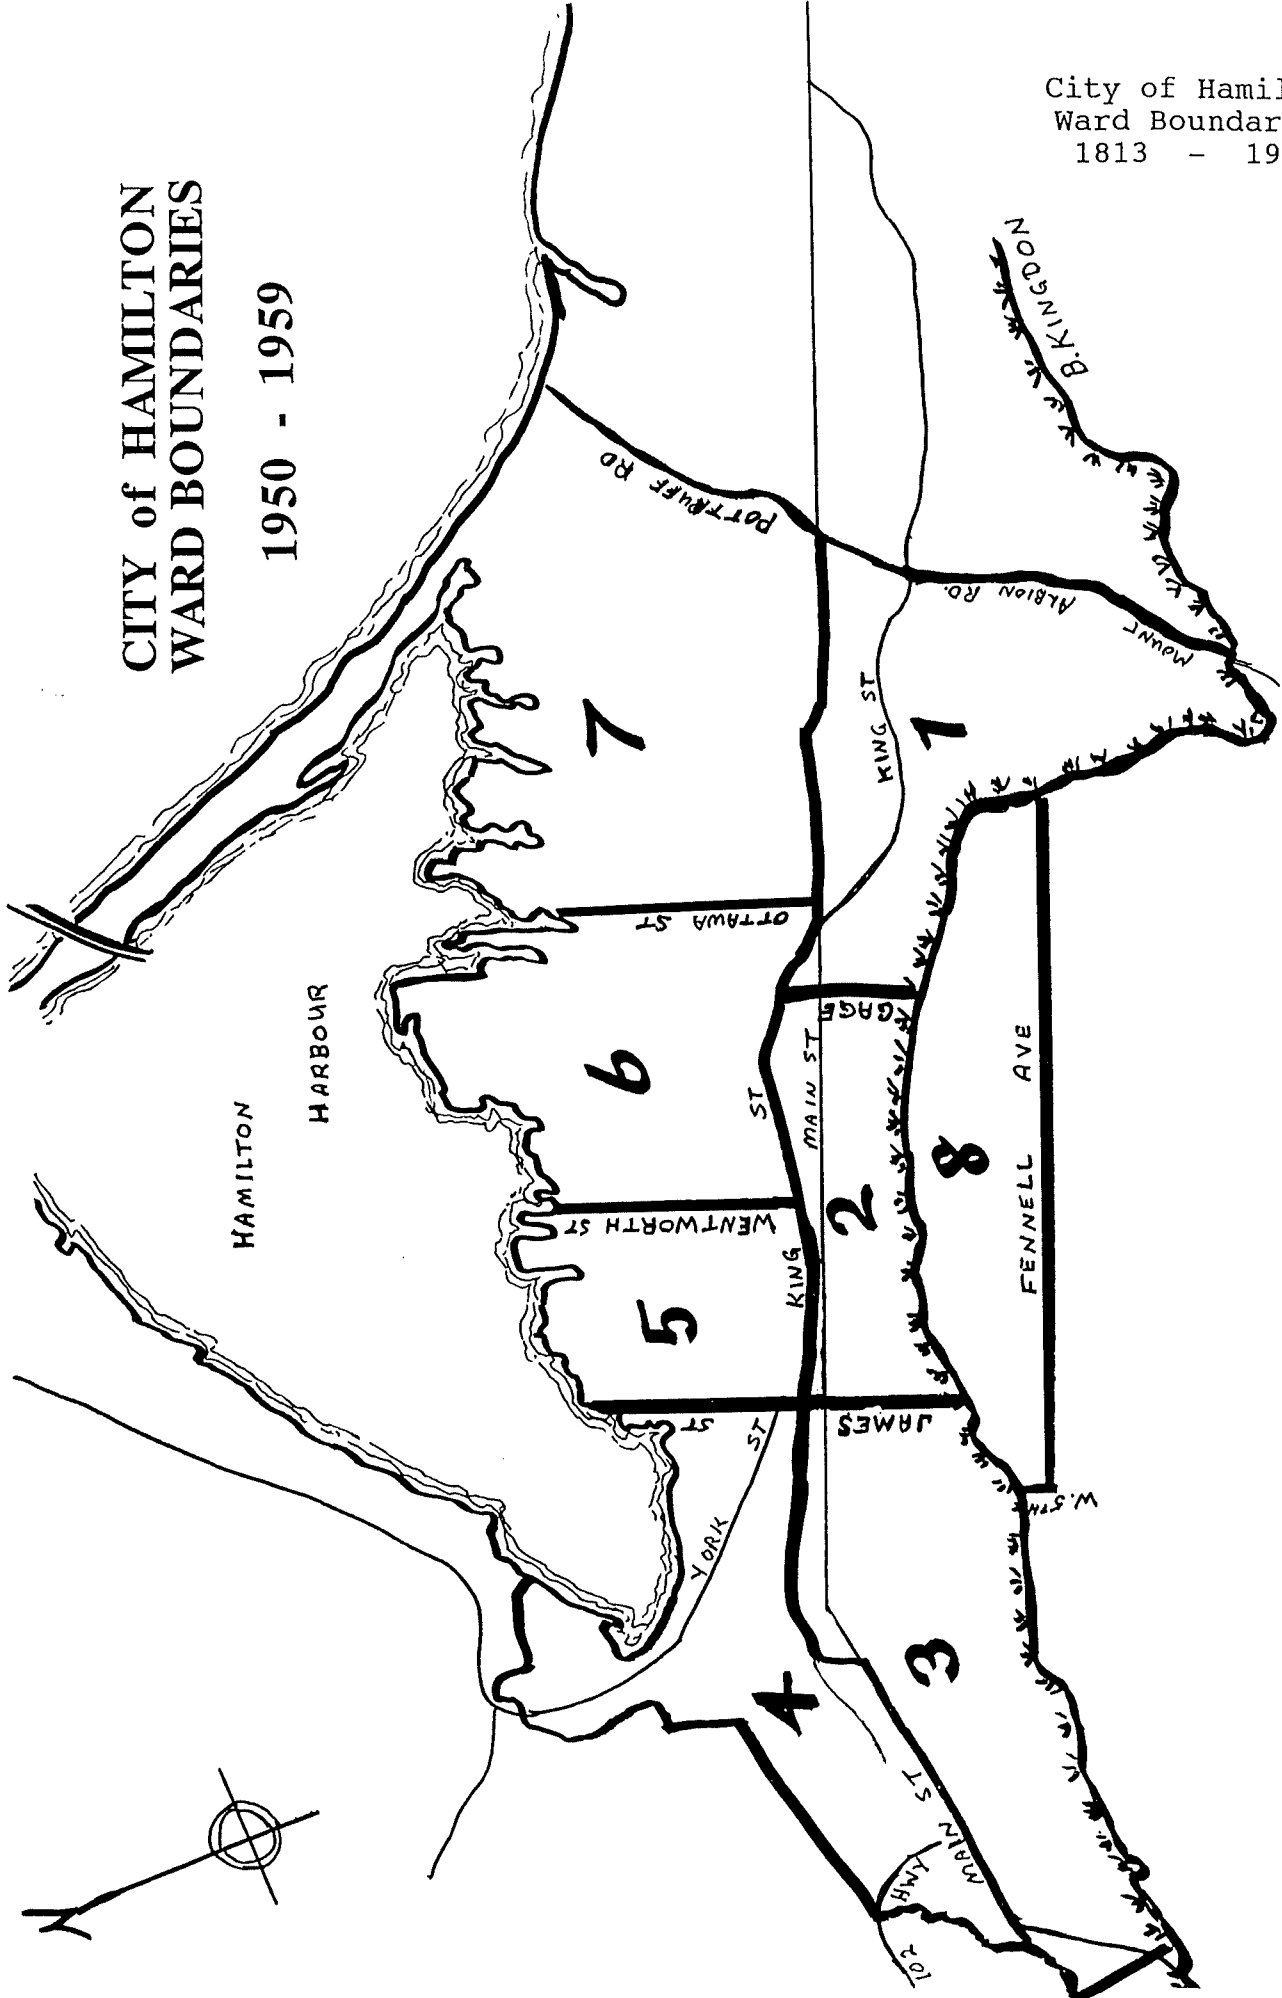 City of Hamil
Ward Boundar
1813 - 19
CITY of HAMILTON
WARD BOUNDARIES
1950 - 1959
B. KINGDON
POTTRUFF RD
ALBION RD.
MOUNT
KING ST
7
1
OTTAWA ST
GAGE
HAMILTON
HARBOUR
6
ST
MAIN ST
FENNELL AVE
8
2
WENTWORTH ST
KING
5
JAMES
ST
ST
YORK
W. 5TH
3
4
MAIN ST
HWY
102
N